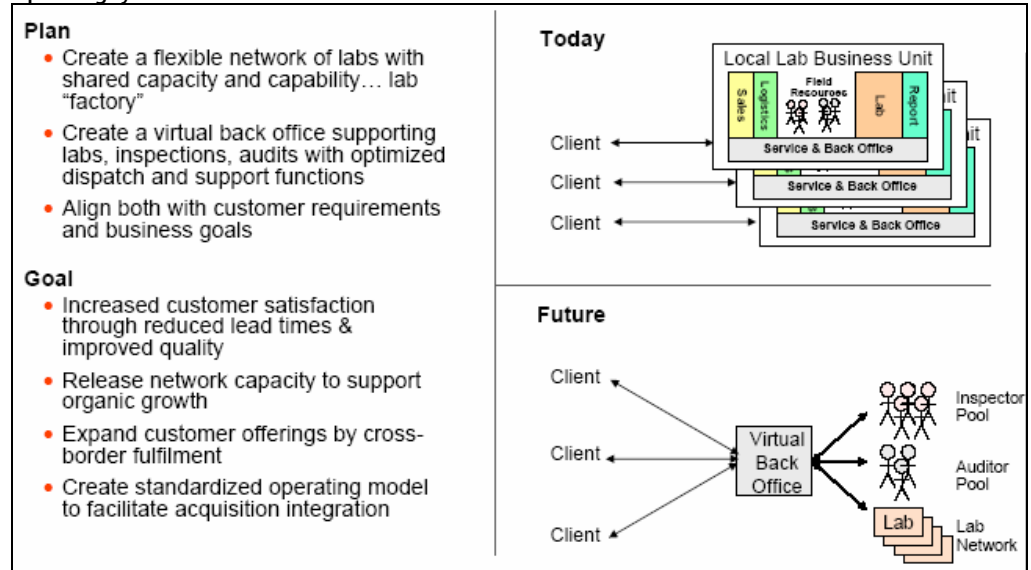 Plan
• Create a flexible network of labs with
shared capacity and capability… lab
“factory”
• Create a virtual back office supporting
labs, inspections, audits with optimized
dispatch and support functions
• Align both with customer requirements
and business goals
Goal
• Increased customer satisfaction
through reduced lead times &
improved quality
• Release network capacity to support
organic growth
• Expand customer offerings by cross-
border fulfilment
• Create standardized operating model
to facilitate acquisition integration
Today
Local Lab Business Unit
Sales
Logistics
Field
Recources
Lab
Report
Service & Back Office
it
Service & Back Office
it
Service & Back Office
Client
Client
Client
Future
Client
Client
Client
Virtual
Back
Office
Inspector
Pool
Auditor
Pool
Lab
Lab
Network